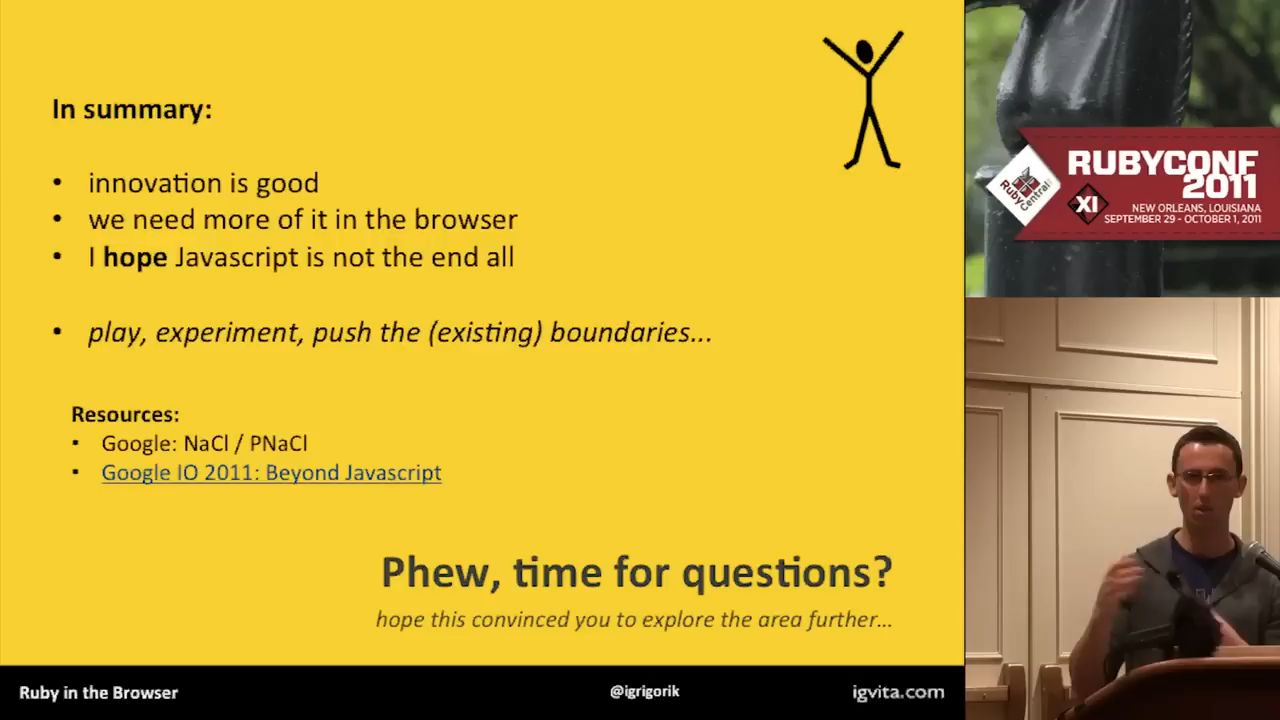 In summary:
• innovation is good
• we need more of it in the browser
• I hope Javascript is not the end all
• play, experiment, push the (existing) boundaries...
Resources:
▪ Google: NaCl / PNaCl
▪ Google IO 2011: Beyond Javascript
Phew, time for questions?
hope this convinced you to explore the area further...
Ruby in the Browser
@igrigorik
igvita.com
RubyCentral
XI
RUBYCONF
2011
NEW ORLEANS, LOUISIANA
SEPTEMBER 29 - OCTOBER 1, 2011